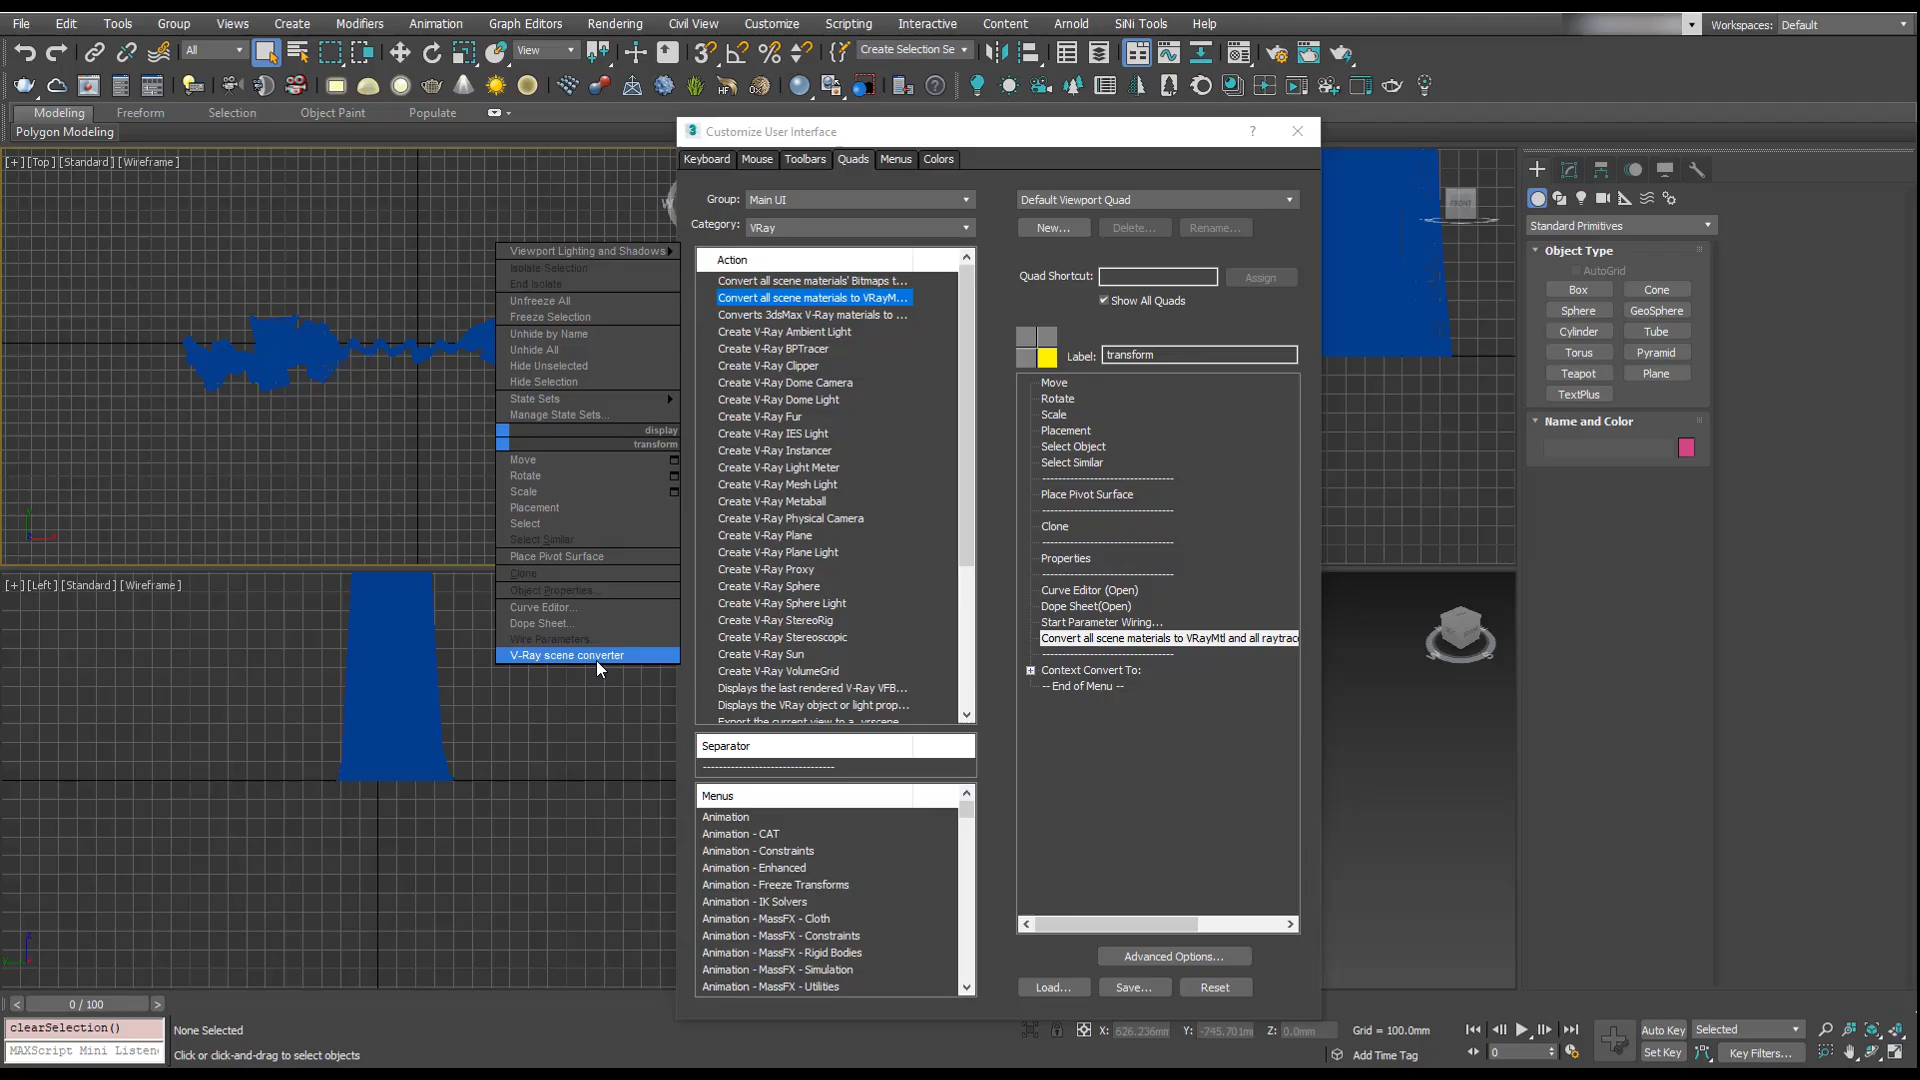 File Edit Tools Group Views Create Modifiers Animation Graph Editors Rendering Civil View Customize Scripting Interactive Content Arnold SiNi Tools Help
Workspaces: Default
All View Create Selection Se
Modeling Freeform Selection Object Paint Populate
Polygon Modeling
Customize User Interface
[+] [Top] [Standard] [Wireframe]
Keyboard Mouse Toolbars Quads Menus Colors
Group: Main UI
Category: VRay
Action
Convert all scene materials' Bitmaps t...
Convert all scene materials to VRayM...
Converts 3dsMax V-Ray materials to ...
Create V-Ray Ambient Light
Create V-Ray BPTracer
Create V-Ray Clipper
Create V-Ray Dome Camera
Create V-Ray Dome Light
Create V-Ray Fur
Create V-Ray IES Light
Create V-Ray Instancer
Create V-Ray Light Meter
Create V-Ray Mesh Light
Create V-Ray Metaball
Create V-Ray Physical Camera
Create V-Ray Plane
Create V-Ray Plane Light
Create V-Ray Proxy
Create V-Ray Sphere
Create V-Ray Sphere Light
Create V-Ray StereoRig
Create V-Ray Stereoscopic
Create V-Ray Sun
Create V-Ray VolumeGrid
Displays the last rendered V-Ray VFB...
Displays the VRay object or light prop...
Export the current view to a .vrscene
Separator
--------------------------------
Menus
Animation
Animation - CAT
Animation - Constraints
Animation - Enhanced
Animation - Freeze Transforms
Animation - IK Solvers
Animation - MassFX - Cloth
Animation - MassFX - Constraints
Animation - MassFX - Rigid Bodies
Animation - MassFX - Simulation
Animation - MassFX - Utilities
Default Viewport Quad
New... Delete... Rename...
Quad Shortcut: Assign
Show All Quads
Label: transform
Move
Rotate
Scale
Placement
Select Object
Select Similar
--------------------------------
Place Pivot Surface
--------------------------------
Clone
--------------------------------
Properties
--------------------------------
Curve Editor (Open)
Dope Sheet(Open)
Start Parameter Wiring...
Convert all scene materials to VRayMtl and all raytrace
--------------------------------
Context Convert To:
-- End of Menu --
Advanced Options...
Load... Save... Reset
Viewport Lighting and Shadows
Isolate Selection
End Isolate
Unfreeze All
Freeze Selection
Unhide by Name
Unhide All
Hide Unselected
Hide Selection
State Sets
Manage State Sets...
display
transform
Move
Rotate
Scale
Placement
Select
Select Similar
Place Pivot Surface
Clone
Object Properties...
Curve Editor...
Dope Sheet...
Wire Parameters...
V-Ray scene converter
[+] [Left] [Standard] [Wireframe]
FRONT
Standard Primitives
Object Type
AutoGrid
Box Cone
Sphere GeoSphere
Cylinder Tube
Torus Pyramid
Teapot Plane
TextPlus
Name and Color
0 / 100
clearSelection()
MAXScript Mini Listen
None Selected
Click or click-and-drag to select objects
X: 626.236mm Y: -745.701m Z: 0.0mm Grid = 100.0mm
Add Time Tag
0
Auto Key Selected
Set Key Key Filters...